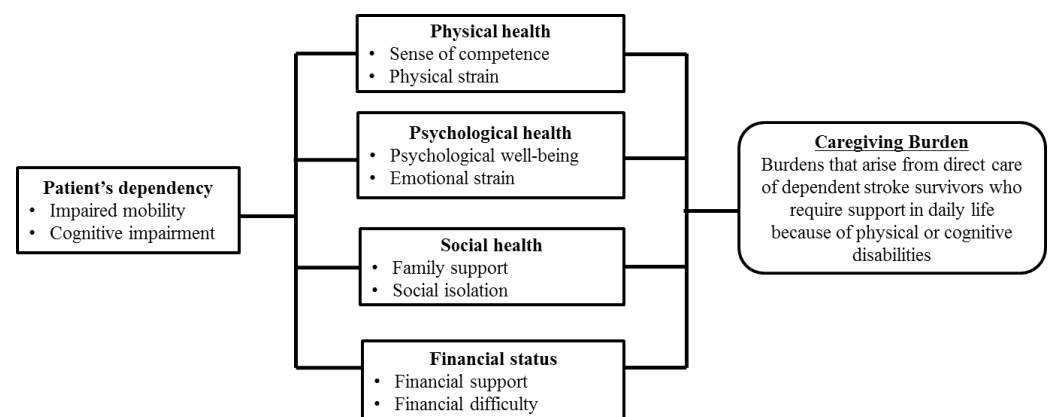 Physical health
• Sense of competence
• Physical strain
Psychological health
• Psychological well-being
• Emotional strain
Patient’s dependency
• Impaired mobility
• Cognitive impairment
Social health
• Family support
• Social isolation
Financial status
• Financial support
• Financial difficulty
Caregiving Burden
Burdens that arise from direct care
of dependent stroke survivors who
require support in daily life
because of physical or cognitive
disabilities